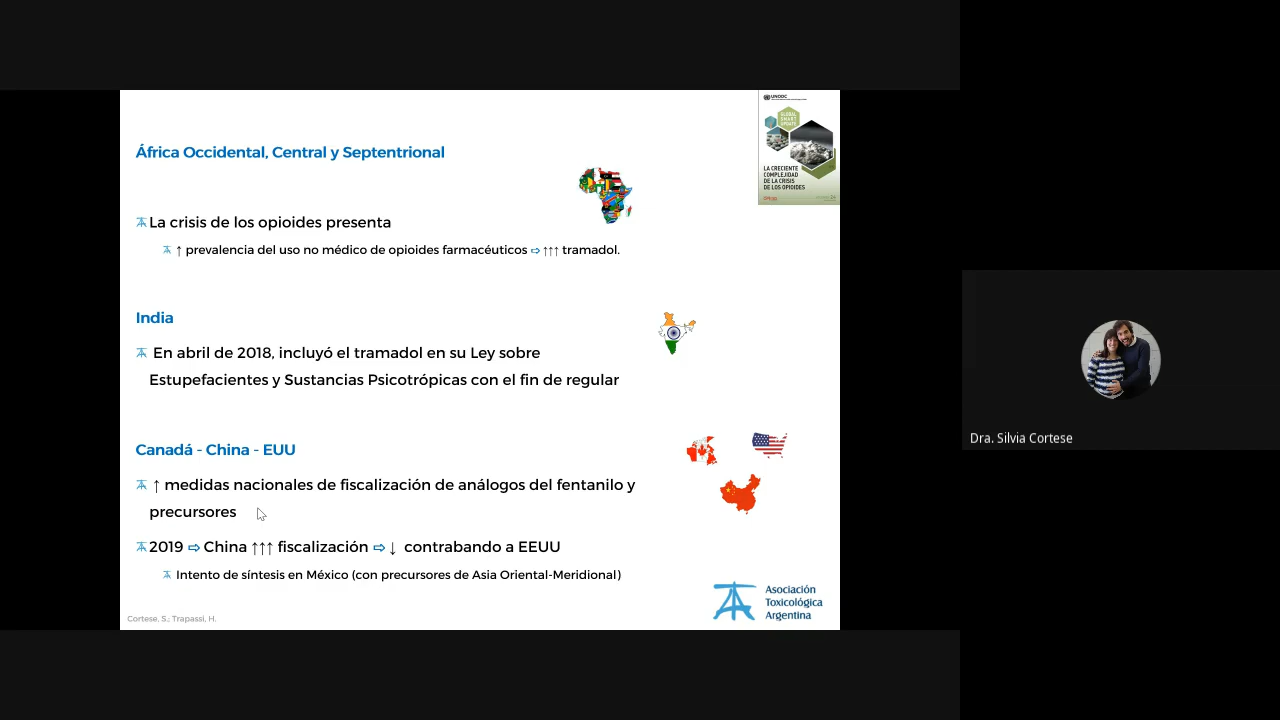 UNODC
GLOBAL
SMART
UPDATE
LA CRECIENTE
COMPLEJIDAD
DE LA CRISIS
DE LOS OPIOIDES
África Occidental, Central y Septentrional
La crisis de los opioides presenta
↑ prevalencia del uso no médico de opioides farmacéuticos ⇨ ↑↑↑ tramadol.
India
En abril de 2018, incluyó el tramadol en su Ley sobre
Estupefacientes y Sustancias Psicotrópicas con el fin de regular
Canadá - China - EUU
↑ medidas nacionales de fiscalización de análogos del fentanilo y
precursores
2019 ⇨ China ↑↑↑ fiscalización ⇨ ↓ contrabando a EEUU
Intento de síntesis en México (con precursores de Asia Oriental-Meridional)
Asociación
Toxicológica
Argentina
Cortese. S.; Trapassi, H.
Dra. Silvia Cortese